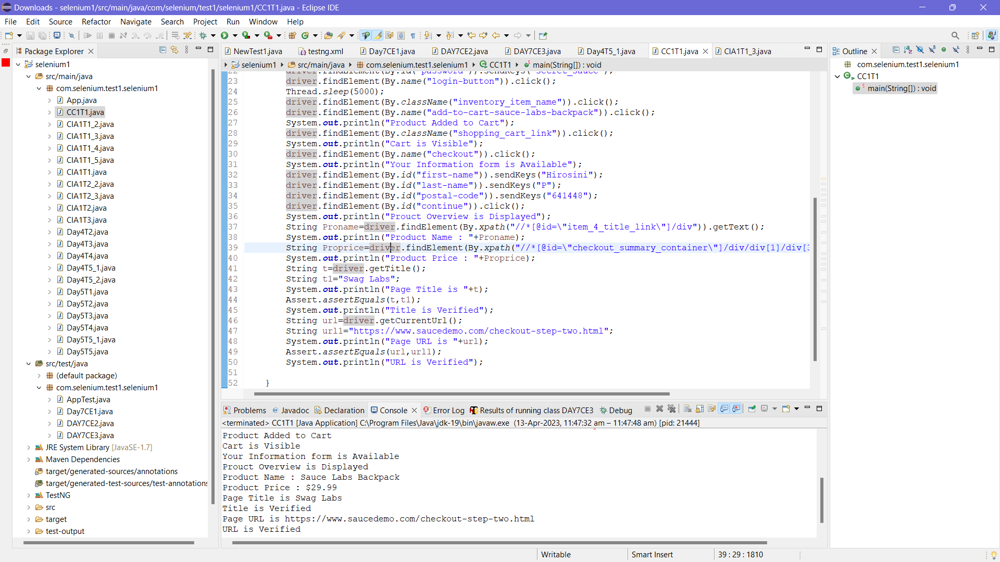 Downloads - selenium1/src/main/java/com/selenium/test1/selenium1/CC1T1.java - Eclipse IDE
File Edit Source Refactor Navigate Search Project Run Window Help
Package Explorer
selenium1
src/main/java
com.selenium.test1.selenium1
App.java
CC1T1.java
CIA1T1_2.java
CIA1T1_3.java
CIA1T1_4.java
CIA1T1_5.java
CIA1T1.java
CIA1T2_2.java
CIA1T2_3.java
CIA1T2.java
CIA1T3.java
Day4T2.java
Day4T3.java
Day4T4.java
Day4T5_1.java
Day4T5_2.java
Day5T1.java
Day5T2.java
Day5T3.java
Day5T4.java
Day5T5_1.java
Day5T5.java
src/test/java
(default package)
com.selenium.test1.selenium1
AppTest.java
Day7CE1.java
DAY7CE2.java
DAY7CE3.java
JRE System Library [JavaSE-1.7]
Maven Dependencies
target/generated-sources/annotations
target/generated-test-sources/test-annotations
TestNG
src
target
test-output
NewTest1.java testng.xml Day7CE1.java DAY7CE2.java DAY7CE3.java Day4T5_1.java CC1T1.java CIA1T1_3.java
selenium1 src/main/java com.selenium.test1.selenium1 CC1T1 main(String[]) : void
22 driver.findElement(By.id("password")).sendKeys("secret_sauce");
23 driver.findElement(By.name("login-button")).click();
24 Thread.sleep(5000);
25 driver.findElement(By.className("inventory_item_name")).click();
26 driver.findElement(By.name("add-to-cart-sauce-labs-backpack")).click();
27 System.out.println("Product Added to Cart");
28 driver.findElement(By.className("shopping_cart_link")).click();
29 System.out.println("Cart is Visible");
30 driver.findElement(By.name("checkout")).click();
31 System.out.println("Your Information form is Available");
32 driver.findElement(By.id("first-name")).sendKeys("Hirosini");
33 driver.findElement(By.id("last-name")).sendKeys("P");
34 driver.findElement(By.id("postal-code")).sendKeys("641448");
35 driver.findElement(By.id("continue")).click();
36 System.out.println("Prouct Overview is Displayed");
37 String Proname=driver.findElement(By.xpath("//*[@id=\"item_4_title_link\"]/div")).getText();
38 System.out.println("Product Name : "+Proname);
39 String Proprice=driver.findElement(By.xpath("//*[@id=\"checkout_summary_container\"]/div/div[1]/div[3
40 System.out.println("Product Price : "+Proprice);
41 String t=driver.getTitle();
42 String t1="Swag Labs";
43 System.out.println("Page Title is "+t);
44 Assert.assertEquals(t,t1);
45 System.out.println("Title is Verified");
46 String url=driver.getCurrentUrl();
47 String url1="https://www.saucedemo.com/checkout-step-two.html";
48 System.out.println("Page URL is "+url);
49 Assert.assertEquals(url,url1);
50 System.out.println("URL is Verified");
51
52 }
Problems Javadoc Declaration Console Error Log Results of running class DAY7CE3 Debug
<terminated> CC1T1 [Java Application] C:\Program Files\Java\jdk-19\bin\javaw.exe (13-Apr-2023, 11:47:32 am – 11:47:48 am) [pid: 21444]
Product Added to Cart
Cart is Visible
Your Information form is Available
Prouct Overview is Displayed
Product Name : Sauce Labs Backpack
Product Price : $29.99
Page Title is Swag Labs
Title is Verified
Page URL is https://www.saucedemo.com/checkout-step-two.html
URL is Verified
Outline
com.selenium.test1.selenium1
CC1T1
main(String[]) : void
Writable Smart Insert 39 : 29 : 1810